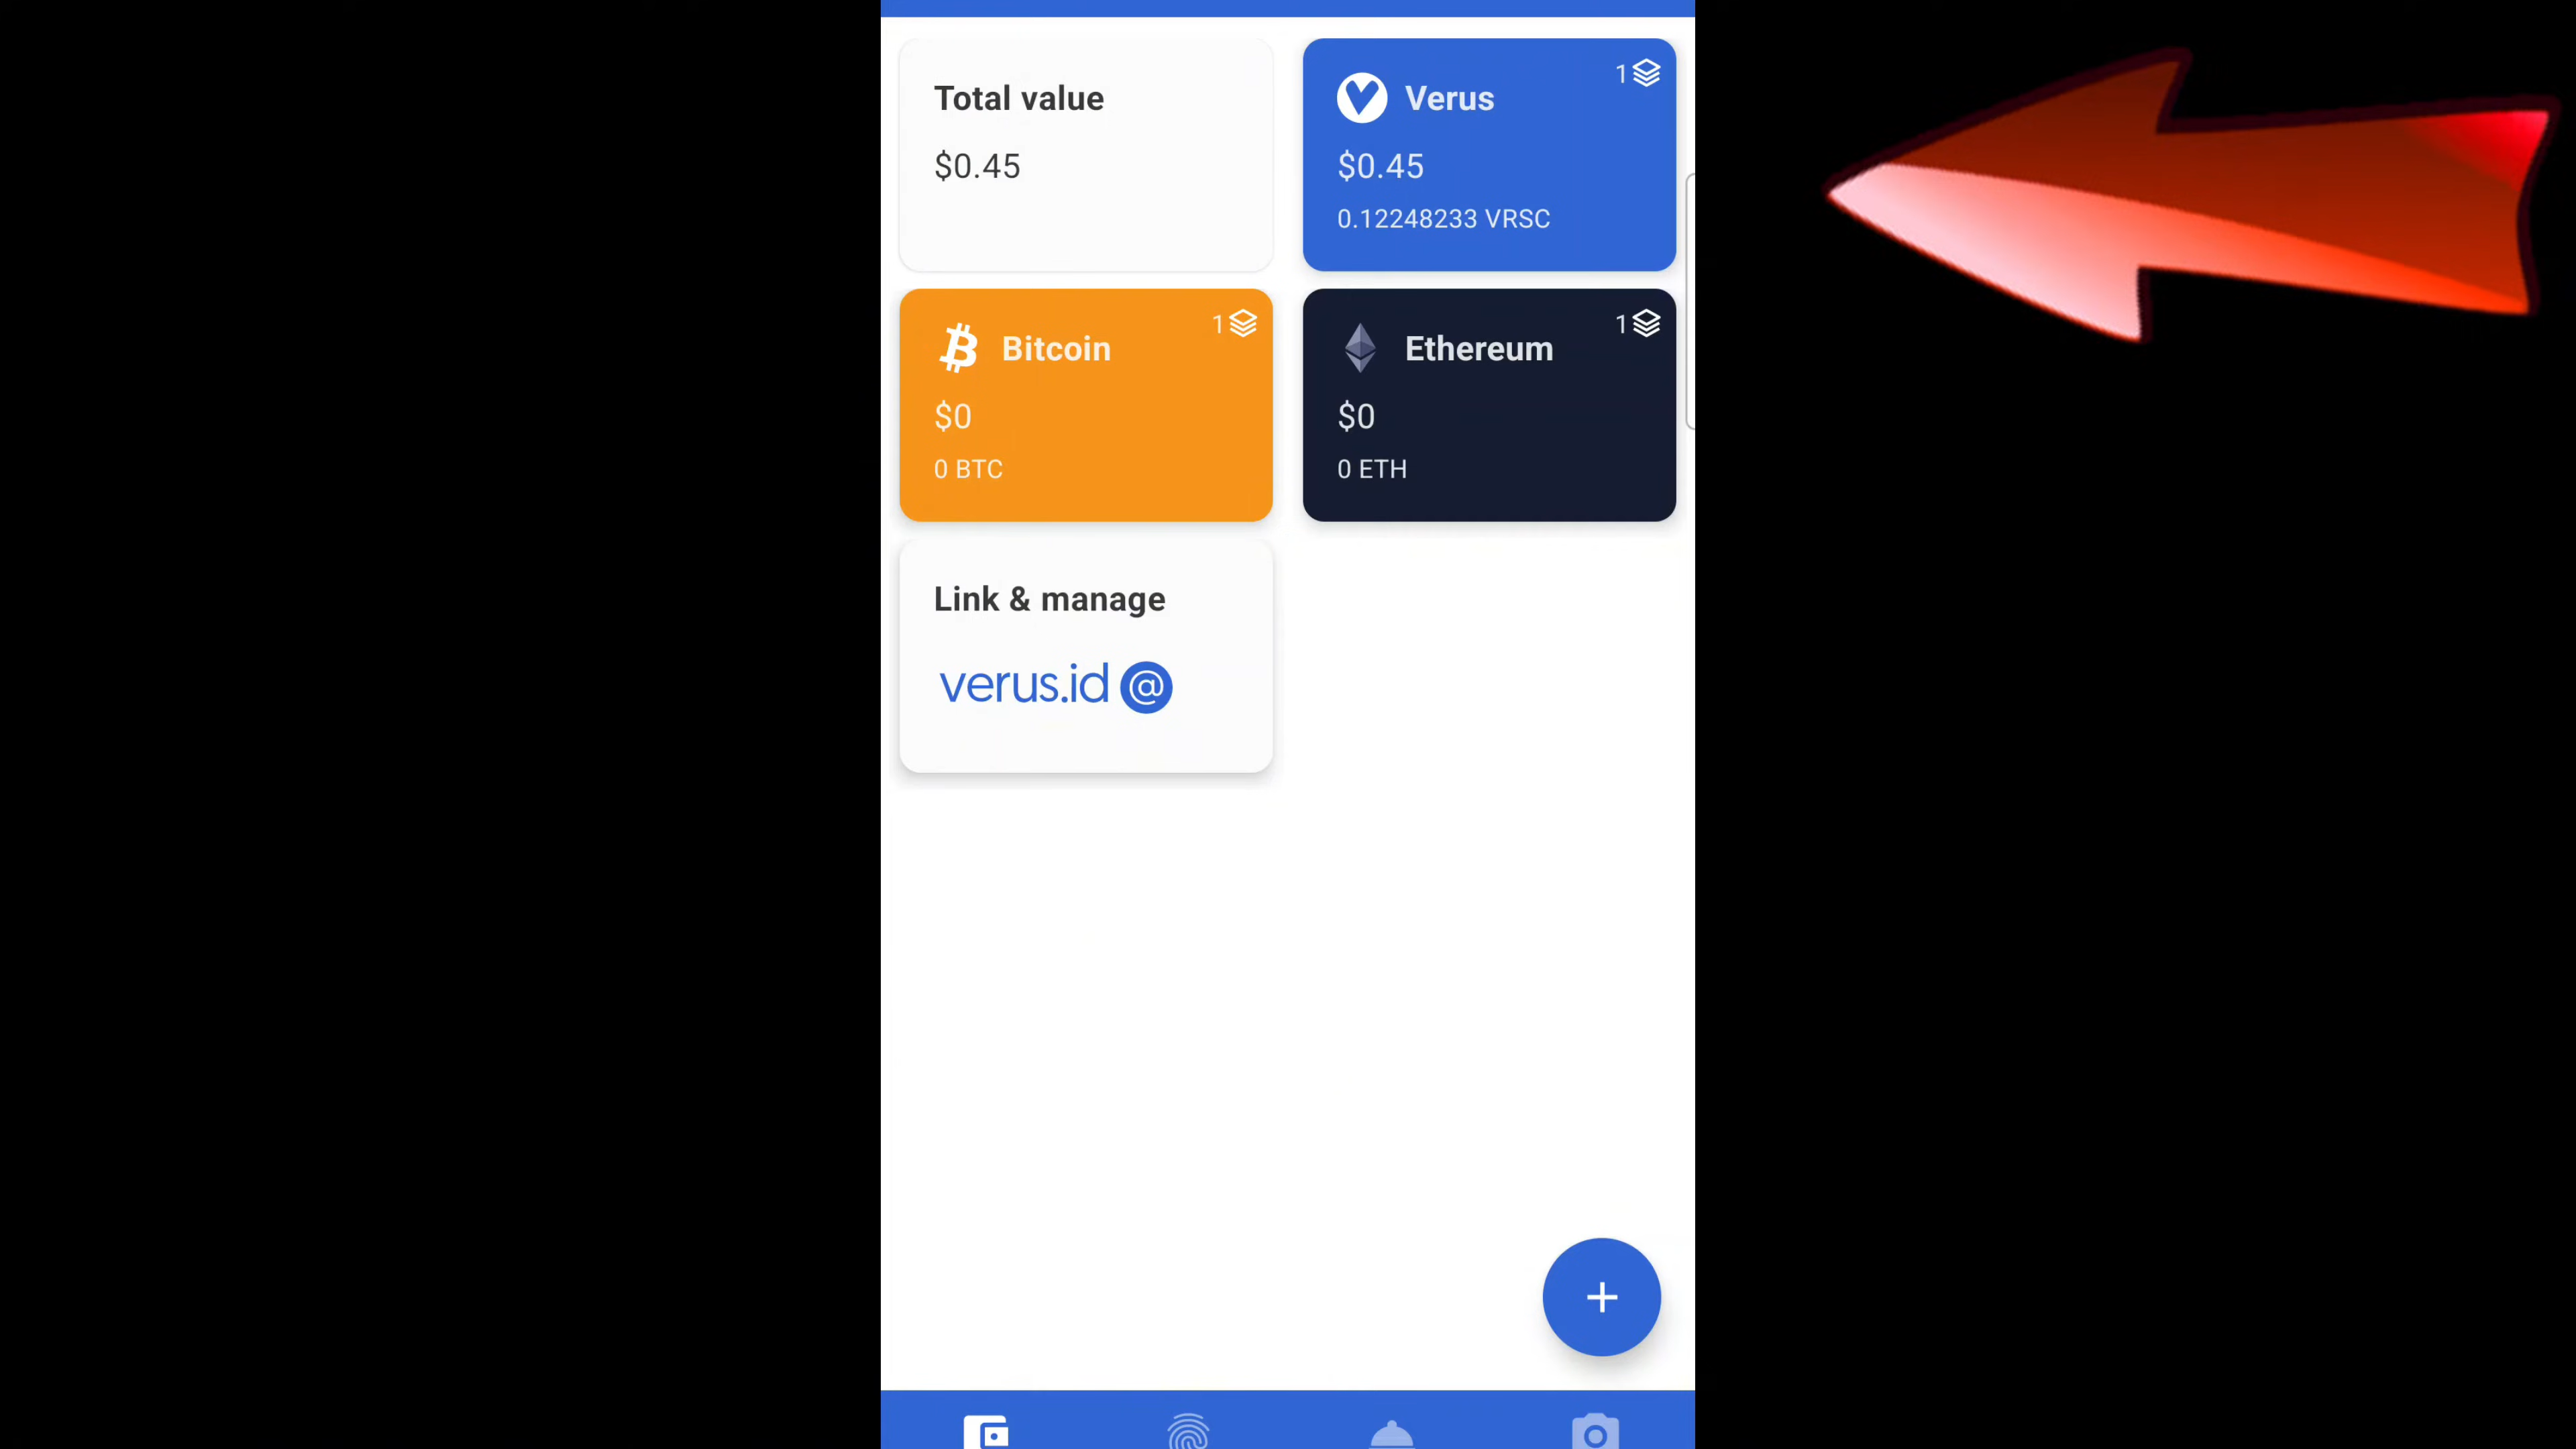 Total value
$0.45
1
Verus
$0.45
0.12248233 VRSC
1
Bitcoin
$0
0 BTC
1
Ethereum
$0
0 ETH
Link & manage
verus.id @